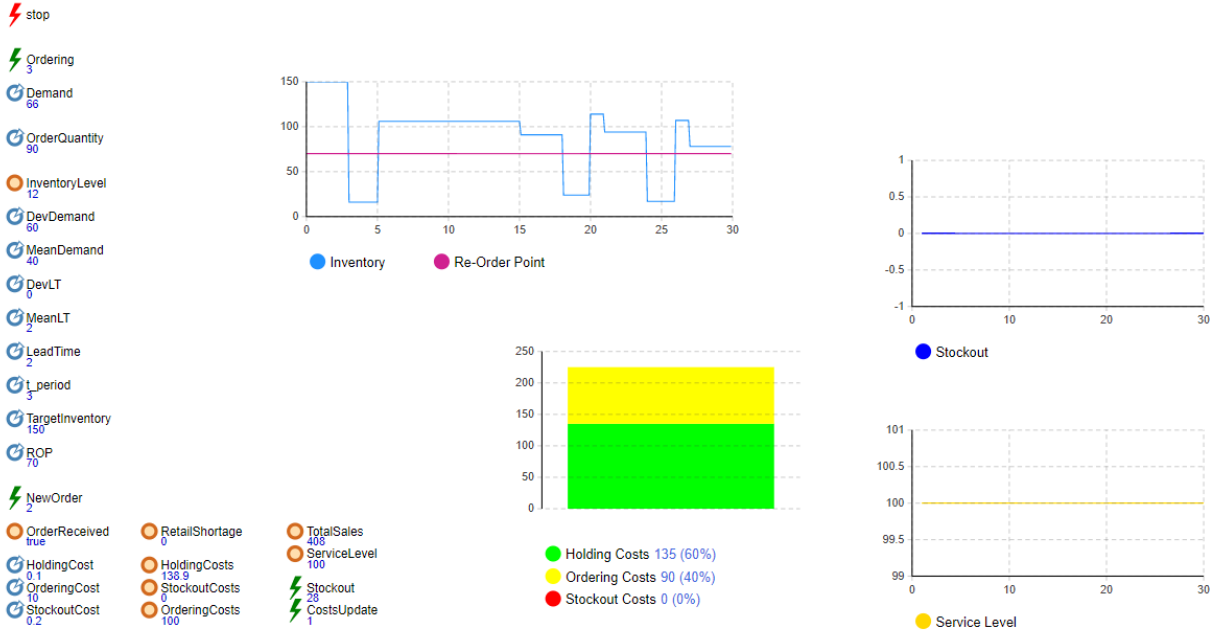 stop
Ordering
3
Demand
66
OrderQuantity
90
InventoryLevel
12
DevDemand
60
MeanDemand
40
DevLT
0
MeanLT
2
LeadTime
2
t_period
3
TargetInventory
150
ROP
70
NewOrder
2
OrderReceived
true
HoldingCost
0.1
OrderingCost
10
StockoutCost
0.2
RetailShortage
0
HoldingCosts
138.9
StockoutCosts
0
OrderingCosts
100
TotalSales
408
ServiceLevel
100
Stockout
28
CostsUpdate
1
150
100
50
0
0 5 10 15 20 25 30
Inventory Re-Order Point
250
200
150
100
50
0
Holding Costs 135 (60%)
Ordering Costs 90 (40%)
Stockout Costs 0 (0%)
1
0.5
0
-0.5
-1
0 10 20 30
Stockout
101
100.5
100
99.5
99
0 10 20 30
Service Level